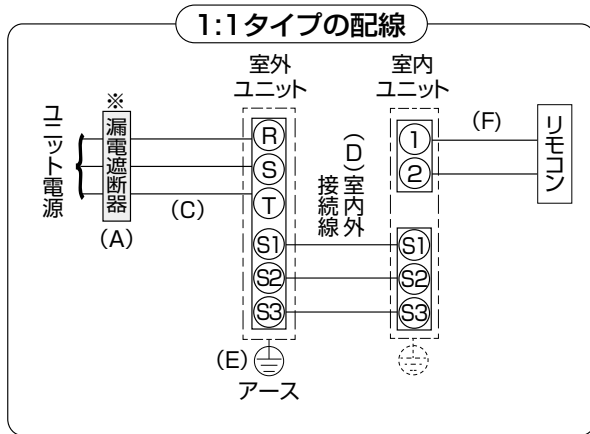 1:1タイプの配線
室外
ユニット
室内
ユニット
ユニット電源
※
漏電遮断器
(A)
(C)
R
S
T
S1
S2
S3
(D)室内外
接続線
1
2
S1
S2
S3
(F)
リモコン
(E)
アース